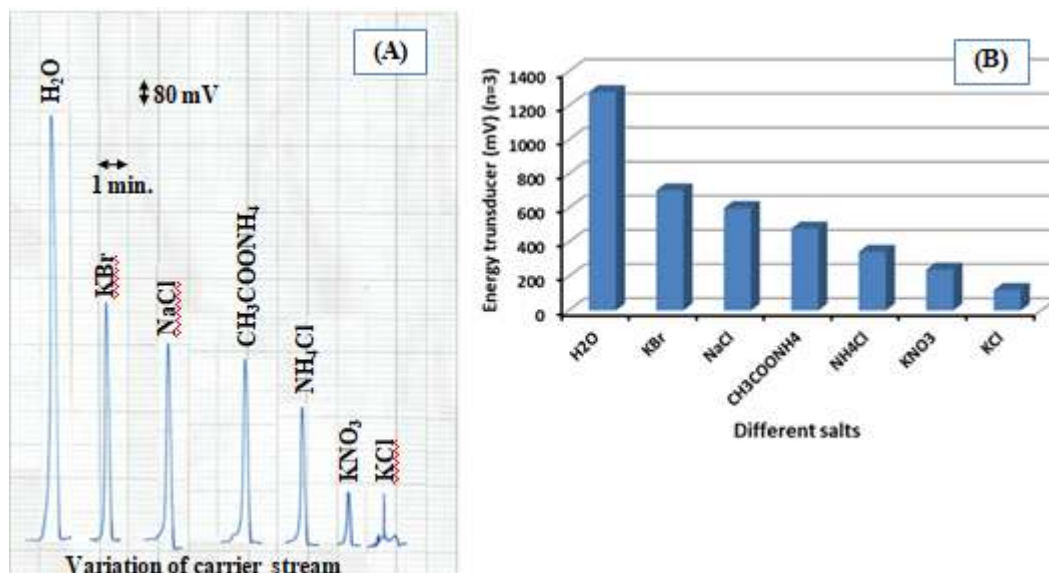 (A)
H₂O
80 mV
1 min.
KBr
NaCl
CH₃COONH₄
NH₄Cl
KNO₃
KCl
Variation of carrier stream
(B)
Energy transducer (mV) (n=3)
1400
1200
1000
800
600
400
200
0
H2O
KBr
NaCl
CH3COONH4
NH4Cl
KNO3
KCl
Different salts